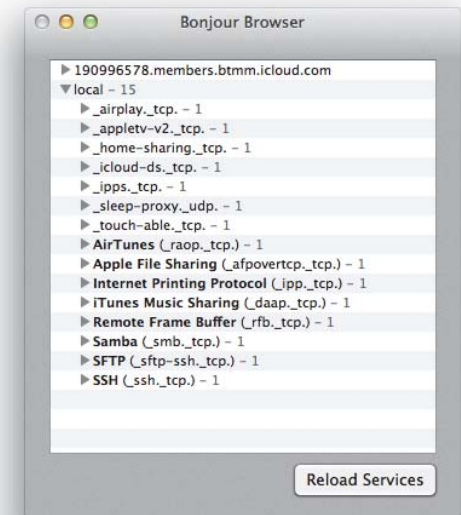 Bonjour Browser
190996578.members.btmm.icloud.com
local – 15
_airplay._tcp. – 1
_appletv-v2._tcp. – 1
_home-sharing._tcp. – 1
_icloud-ds._tcp. – 1
_ipps._tcp. – 1
_sleep-proxy._udp. – 1
_touch-able._tcp. – 1
AirTunes (_raop._tcp.) – 1
Apple File Sharing (_afpovertcp._tcp.) – 1
Internet Printing Protocol (_ipp._tcp.) – 1
iTunes Music Sharing (_daap._tcp.) – 1
Remote Frame Buffer (_rfb._tcp.) – 1
Samba (_smb._tcp.) – 1
SFTP (_sftp-ssh._tcp.) – 1
SSH (_ssh._tcp.) – 1
Reload Services